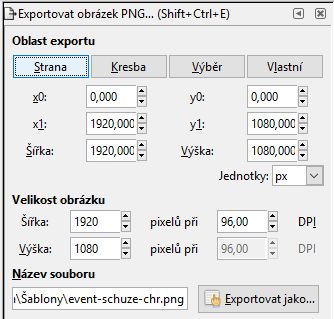 Exportovat obrázek PNG... (Shift+Ctrl+E)
Oblast exportu
Strana Kresba Výběr Vlastní
x0: 0,000 y0: 0,000
x1: 1920,000 y1: 1080,000
Šířka: 1920,000 Výška: 1080,000
Jednotky: px
Velikost obrázku
Šířka: 1920 pixelů při 96,00 DPI
Výška: 1080 pixelů při 96,00 DPI
Název souboru
\Šablony\event-schuze-chr.png Exportovat jako...